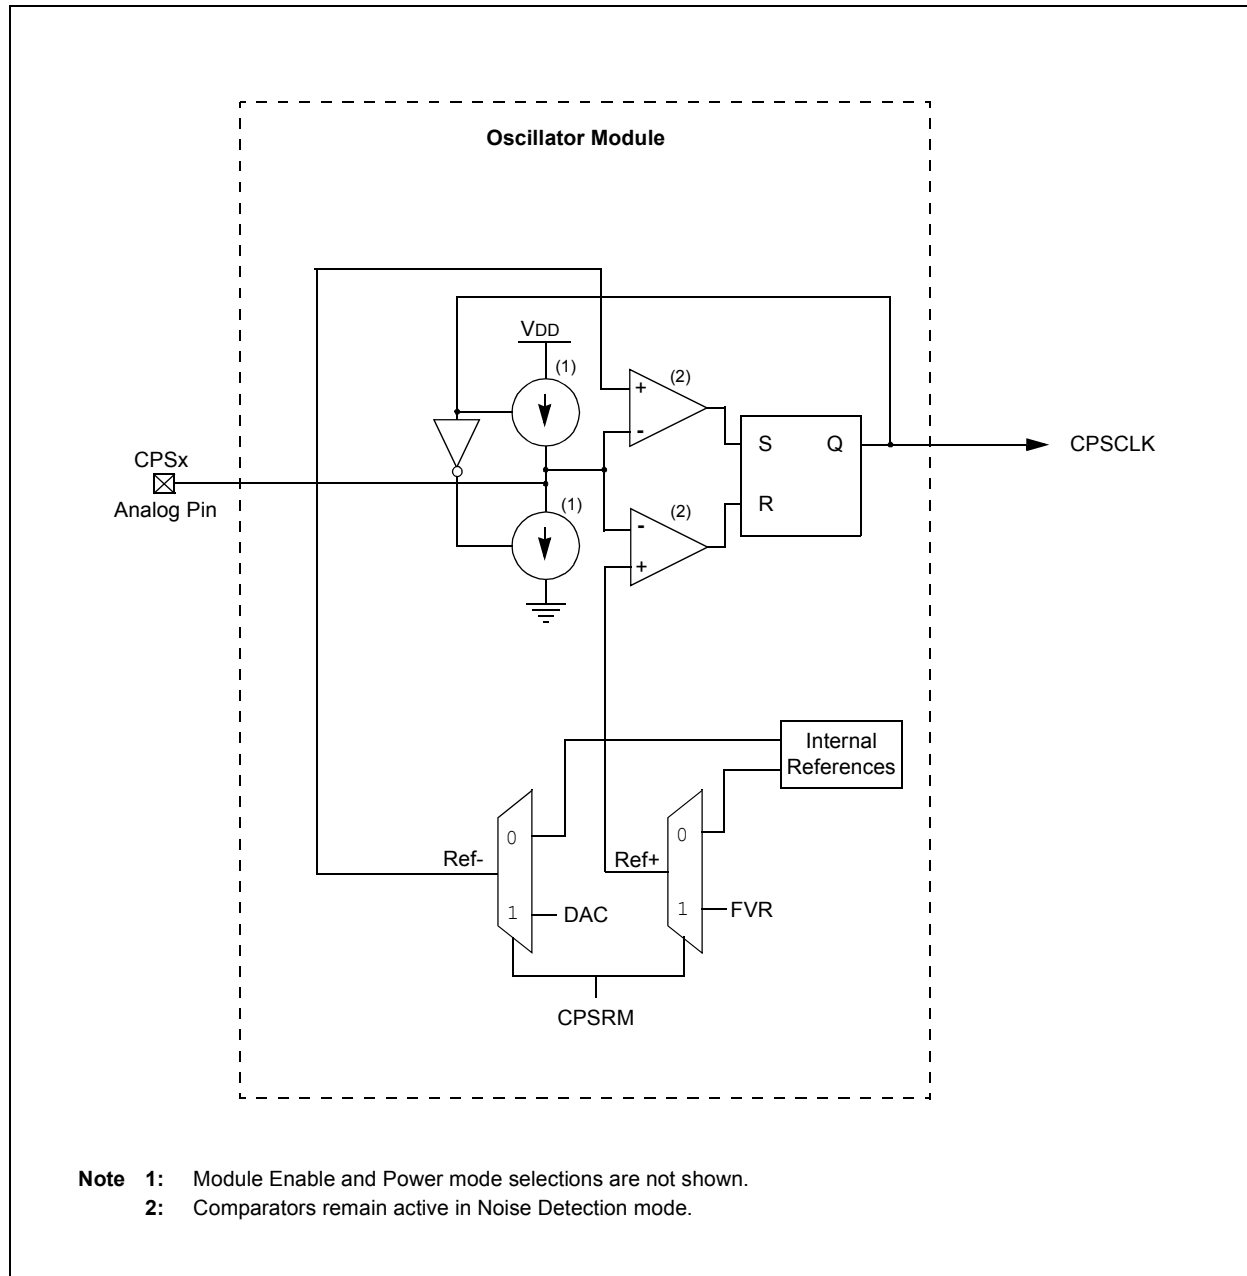 Oscillator Module
VDD
(1)
(2)
+
-
S Q
CPSCLK
CPSx
Analog Pin
(1)
(2)
R
-
+
Internal
References
0
0
Ref-
Ref+
1
DAC
1
FVR
CPSRM
Note 1: Module Enable and Power mode selections are not shown.
2: Comparators remain active in Noise Detection mode.